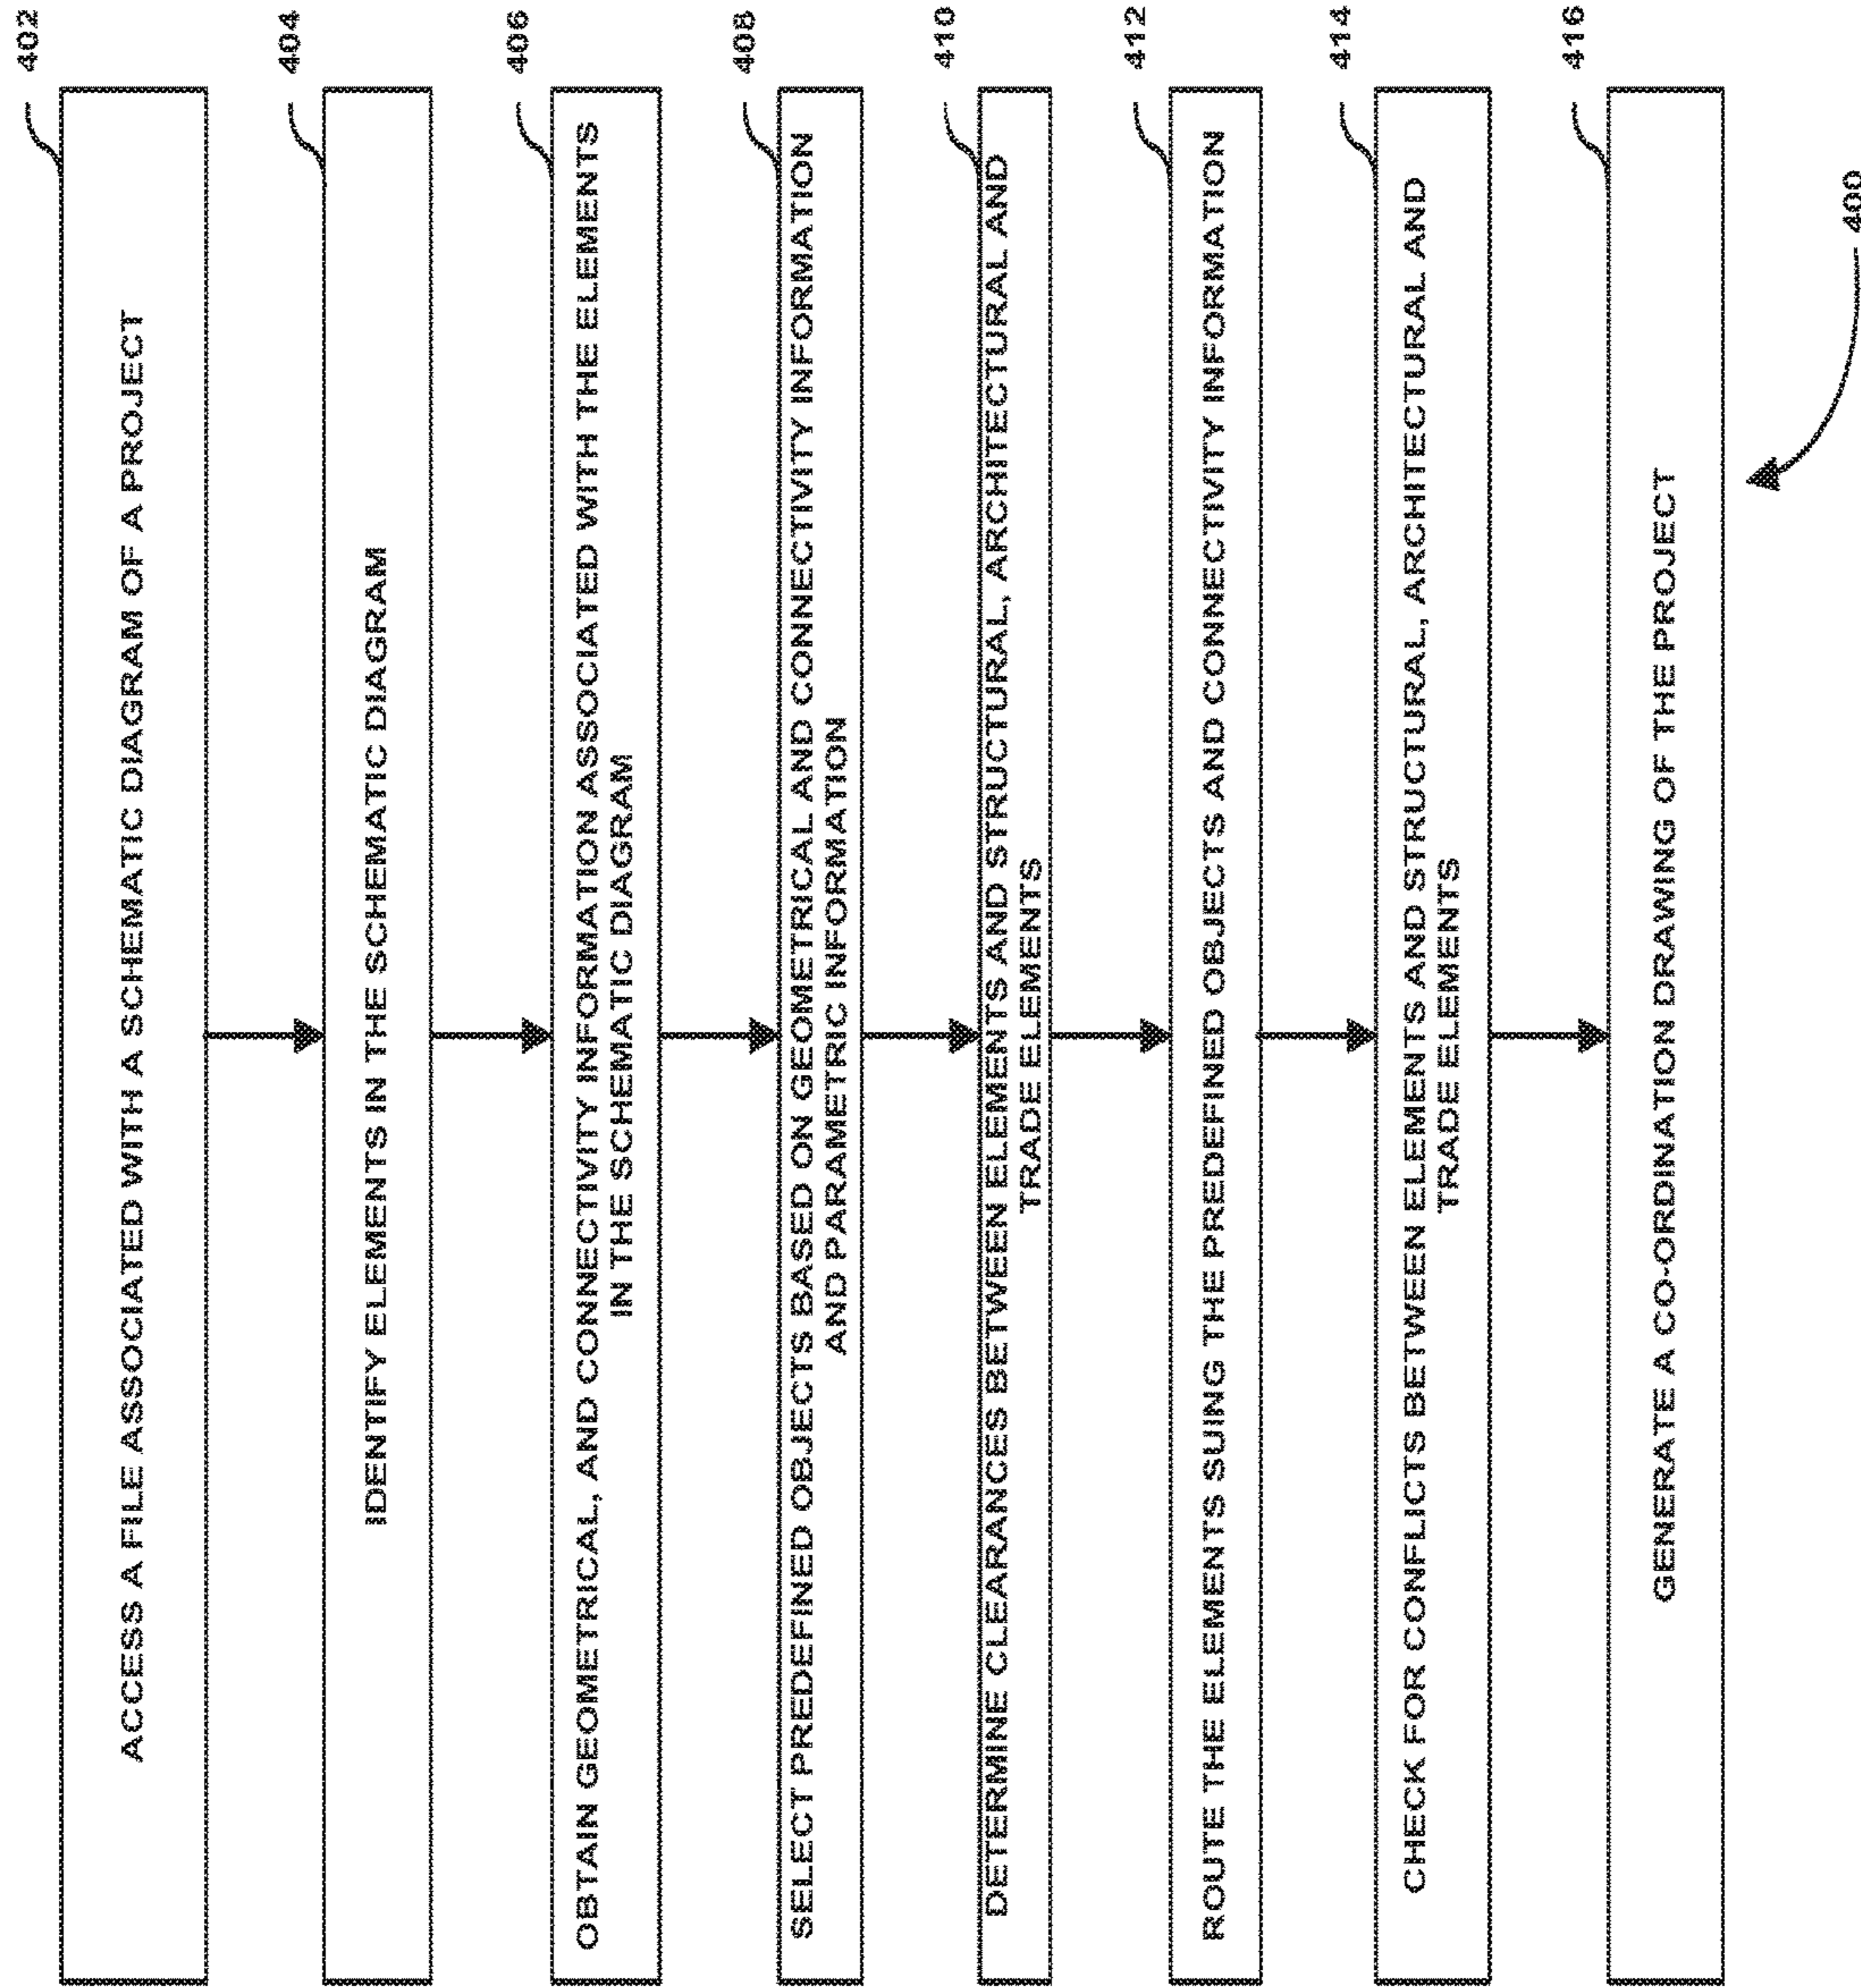 402
ACCESS A FILE ASSOCIATED WITH A SCHEMATIC DIAGRAM OF A PROJECT
404
IDENTIFY ELEMENTS IN THE SCHEMATIC DIAGRAM
406
OBTAIN GEOMETRICAL, AND CONNECTIVITY INFORMATION ASSOCIATED WITH THE ELEMENTS
IN THE SCHEMATIC DIAGRAM
408
SELECT PREDEFINED OBJECTS BASED ON GEOMETRICAL AND CONNECTIVITY INFORMATION
AND PARAMETRIC INFORMATION
410
DETERMINE CLEARANCES BETWEEN ELEMENTS AND STRUCTURAL, ARCHITECTURAL AND
TRADE ELEMENTS
412
ROUTE THE ELEMENTS SUING THE PREDEFINED OBJECTS AND CONNECTIVITY INFORMATION
414
CHECK FOR CONFLICTS BETWEEN ELEMENTS AND STRUCTURAL, ARCHITECTURAL AND
TRADE ELEMENTS
416
GENERATE A CO-ORDINATION DRAWING OF THE PROJECT
400